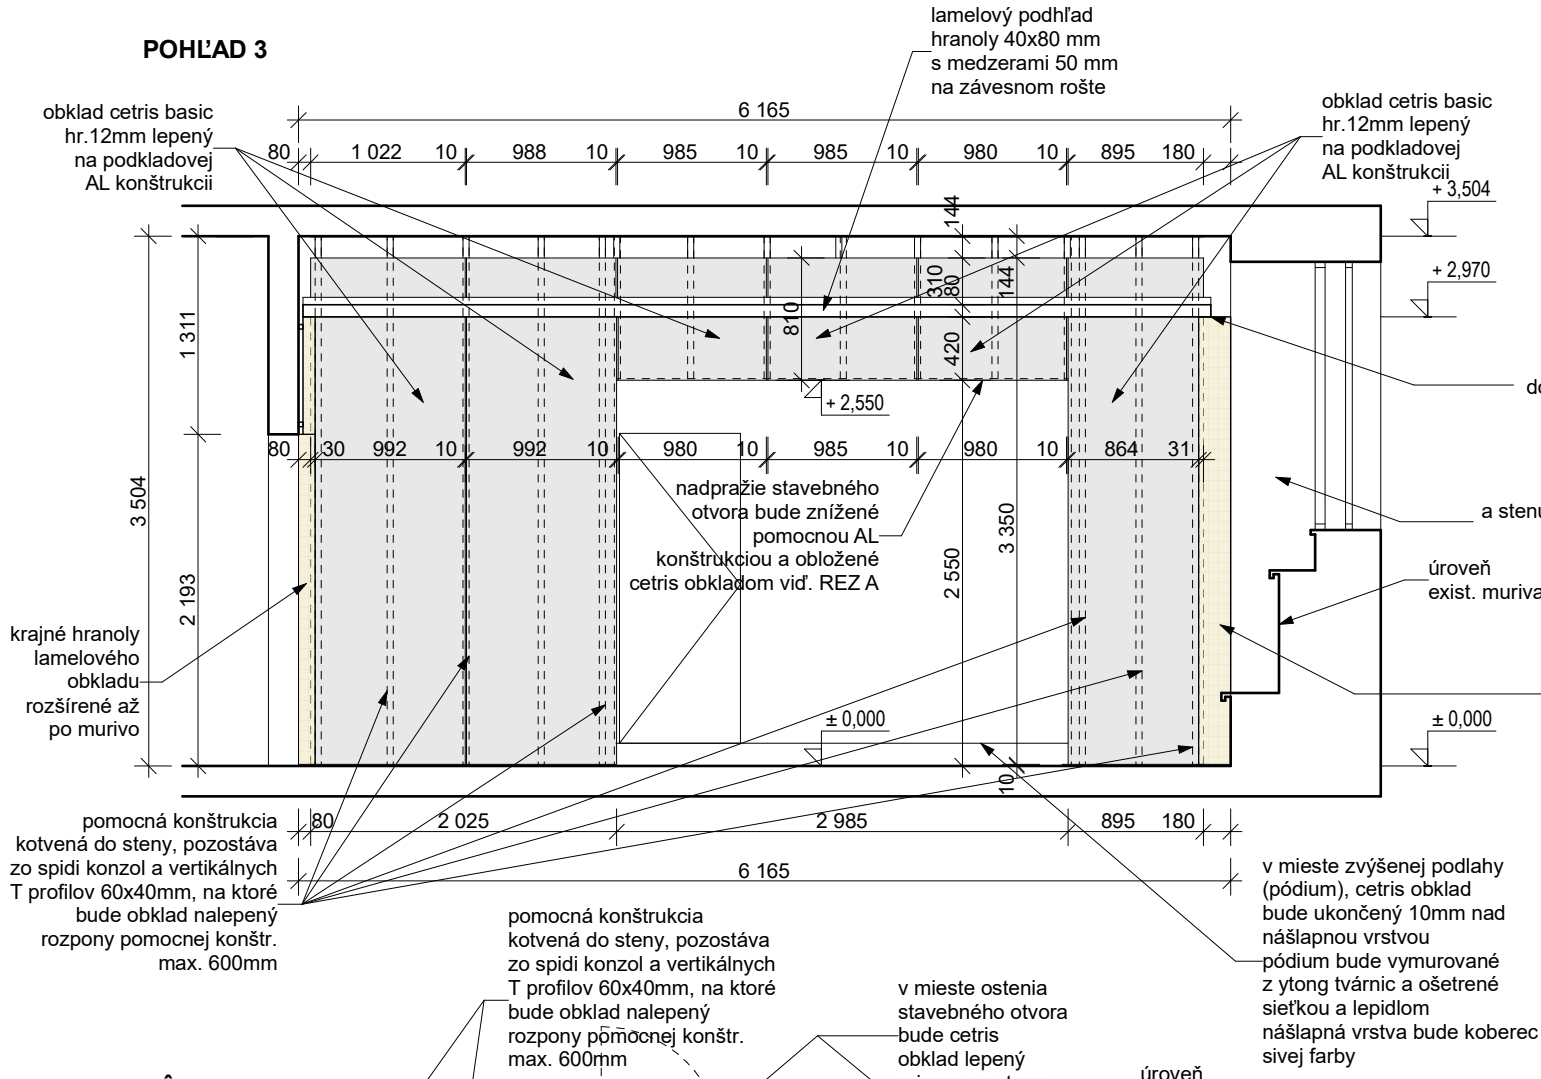 POHĽAD 3
lamelový podhľad
hranoly 40x80 mm
s medzerami 50 mm
na závesnom rošte
obklad cetris basic
hr.12mm lepený
na podkladovej
AL konštrukcii
obklad cetris basic
hr.12mm lepený
na podkladovej
AL konštrukcii
6 165
80 1 022 10 988 10 985 10 985 10 980 10 895 180
+ 3,504
144
+ 2,970
310
80
144
810
1 311
420
+ 2,550
do
80 30 992 10 992 10 980 10 985 10 980 10 864 31
3 504
nadpražie stavebného
otvora bude znížené
pomocnou AL
konštrukciou a obložené
cetris obkladom viď. REZ A
3 350
2 550
a stenu
úroveň
exist. muriva
2 193
krajné hranoly
lamelového
obkladu
rozšírené až
po murivo
± 0,000
± 0,000
10
80 2 025 2 985 895 180
6 165
pomocná konštrukcia
kotvená do steny, pozostáva
zo spidi konzol a vertikálnych
T profilov 60x40mm, na ktoré
bude obklad nalepený
rozpony pomocnej konštr.
max. 600mm
pomocná konštrukcia
kotvená do steny, pozostáva
zo spidi konzol a vertikálnych
T profilov 60x40mm, na ktoré
bude obklad nalepený
rozpony pomocnej konštr.
max. 600mm
v mieste ostenia
stavebného otvora
bude cetris
obklad lepený
v mieste zvýšenej podlahy
(pódium), cetris obklad
bude ukončený 10mm nad
nášlapnou vrstvou
pódium bude vymurované
z ytong tvárnic a ošetrené
sieťkou a lepidlom
nášlapná vrstva bude koberec
sivej farby
úroveň